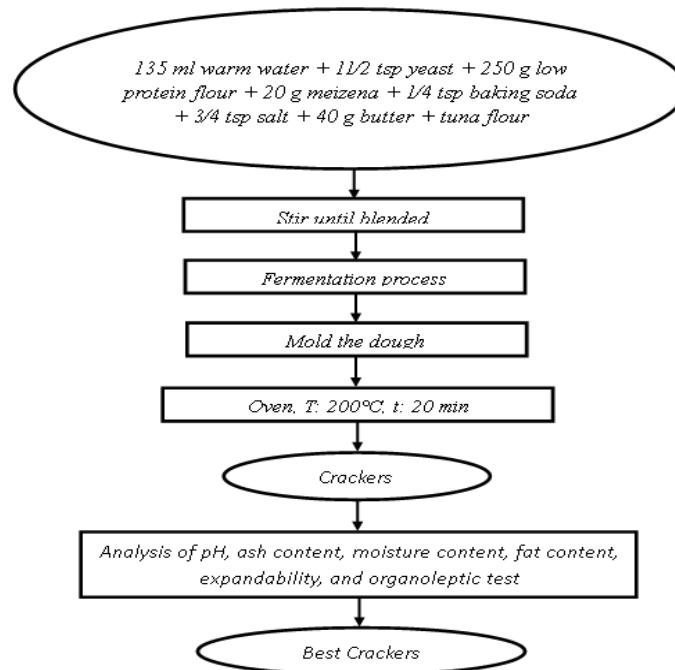 135 ml warm water + 11/2 tsp yeast + 250 g low
protein flour + 20 g meizena + 1/4 tsp baking soda
+ 3/4 tsp salt + 40 g butter + tuna flour
Stir until blended
Fermentation process
Mold the dough
Oven, T: 200°C, t: 20 min
Crackers
Analysis of pH, ash content, moisture content, fat content,
expandability, and organoleptic test
Best Crackers